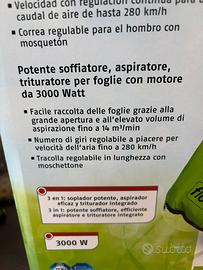 Velocidad con regulación continua para
caudal de aire de hasta 280 km/h
Correa regulable para el hombro con
mosquetón
Potente soffiatore, aspiratore,
trituratore per foglie con motore
da 3000 Watt
Facile raccolta delle foglie grazie alla
grande apertura e all'elevato volume di
aspirazione fino a 14 m³/min
Numero di giri regolabile a piacere per
velocità dell'aria fino a 280 km/h
Tracolla regolabile in lunghezza con
moschettone
3 en 1: soplador potente, aspirador
eficaz y triturador integrado
3 in 1: potente soffiatore, efficiente
aspiratore e trituratore integrato
3000 W
subito